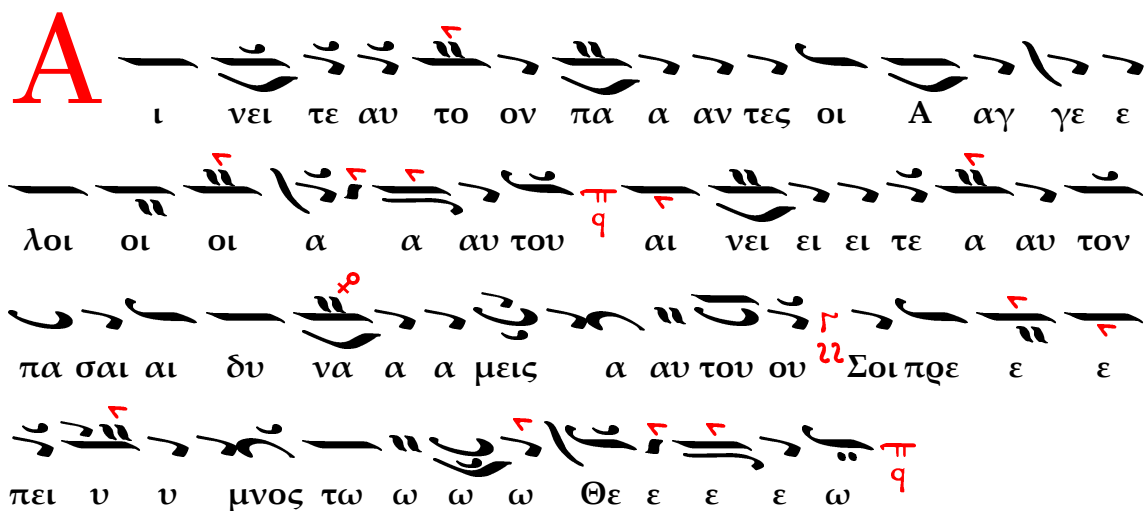 Α ι νει τε αυ το ον πα α αν τες οι Α αγ γε ε
λοι οι οι α α αυ του π q αι νει ει ει τε α αυ τον
πα σαι αι δυ να α α μεις α αυ του ου Σοι πρε ε ε
πει υ υ μνος τω ω ω ω Θε ε ε ε ω π q